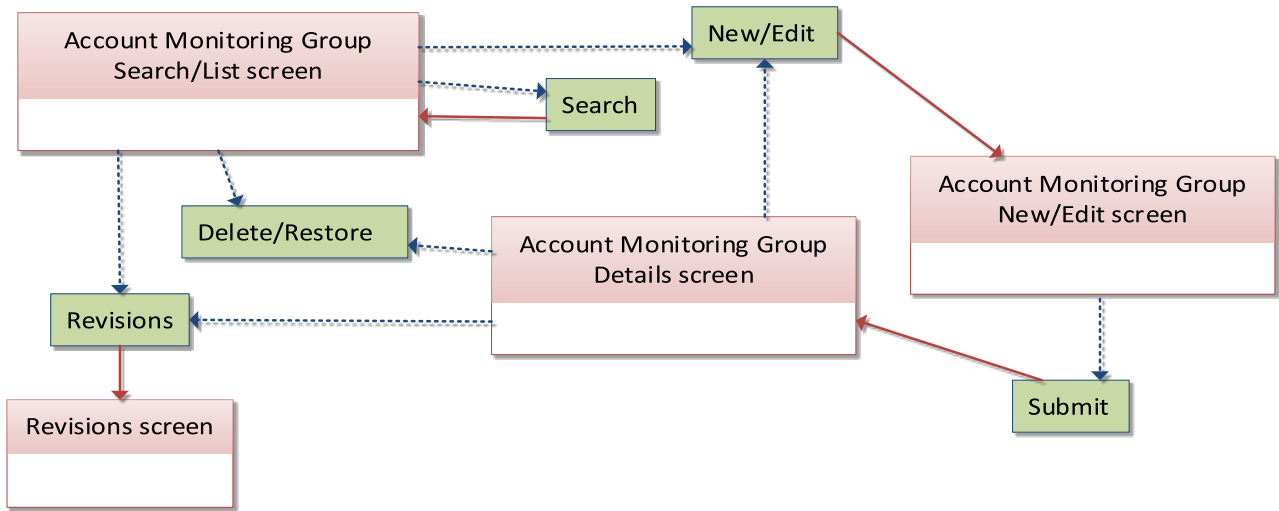 Account Monitoring Group
Search/List screen
New/Edit
Search
Account Monitoring Group
New/Edit screen
Delete/Restore
Account Monitoring Group
Details screen
Revisions
Submit
Revisions screen